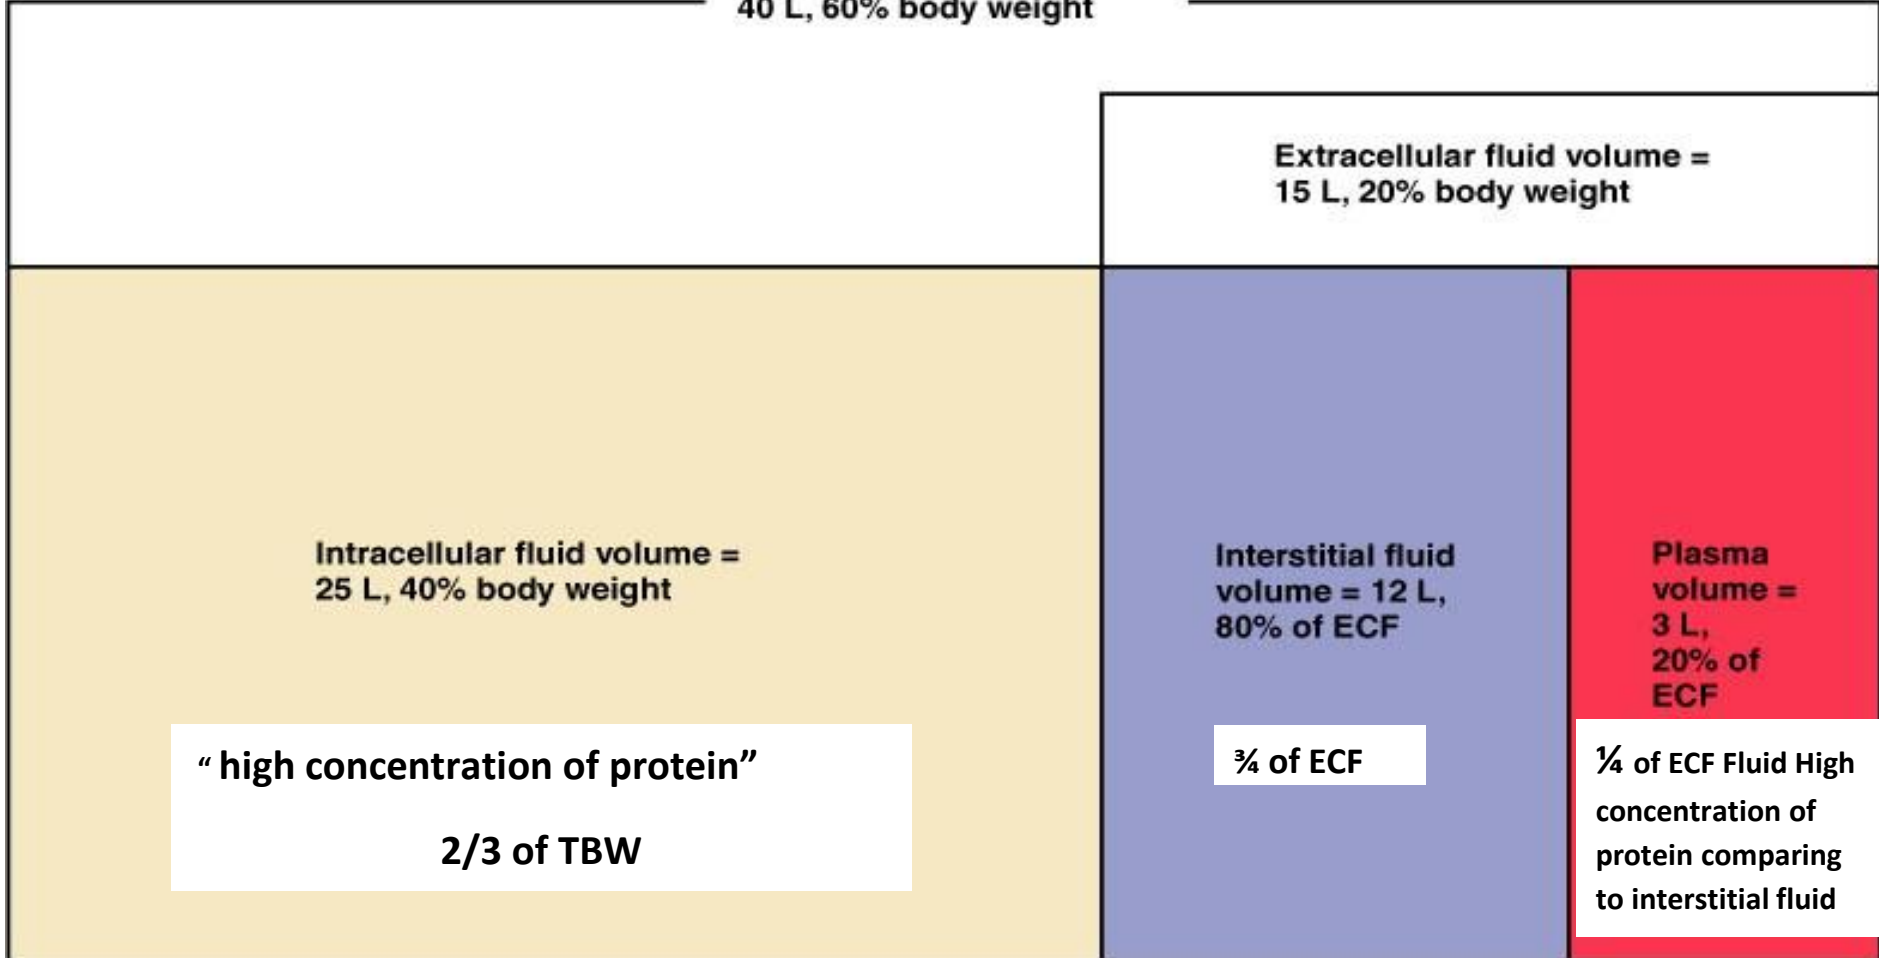 40 L, 60% body weight
Extracellular fluid volume =
15 L, 20% body weight
Intracellular fluid volume =
25 L, 40% body weight
“ high concentration of protein”
2/3 of TBW
Interstitial fluid
volume = 12 L,
80% of ECF
¾ of ECF
Plasma
volume =
3 L,
20% of
ECF
¼ of ECF Fluid High
concentration of
protein comparing
to interstitial fluid